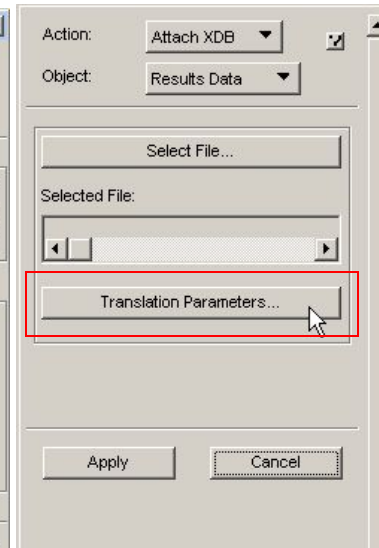 Action: Attach XDB
Object: Results Data
Select File...
Selected File:
Translation Parameters...
Apply Cancel